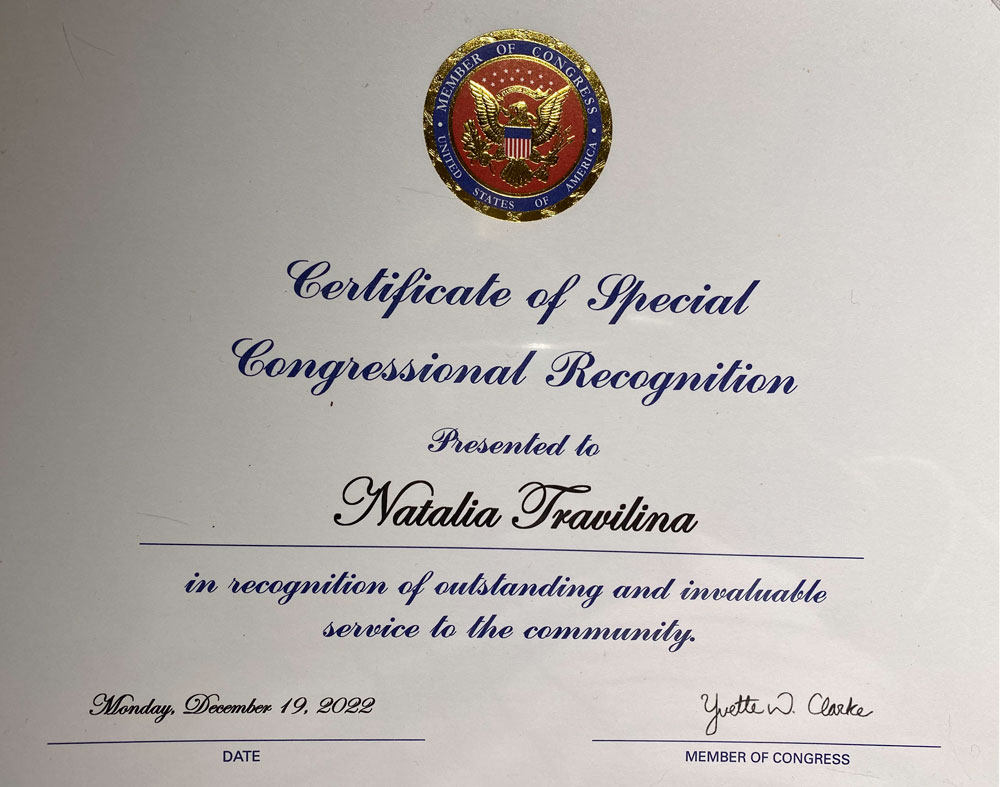 MEMBER OF CONGRESS
UNITED STATES OF AMERICA
Certificate of Special
Congressional Recognition
Presented to
Natalia Travilina
in recognition of outstanding and invaluable
service to the community.
Monday, December 19, 2022
Yvette D. Clarke
DATE
MEMBER OF CONGRESS